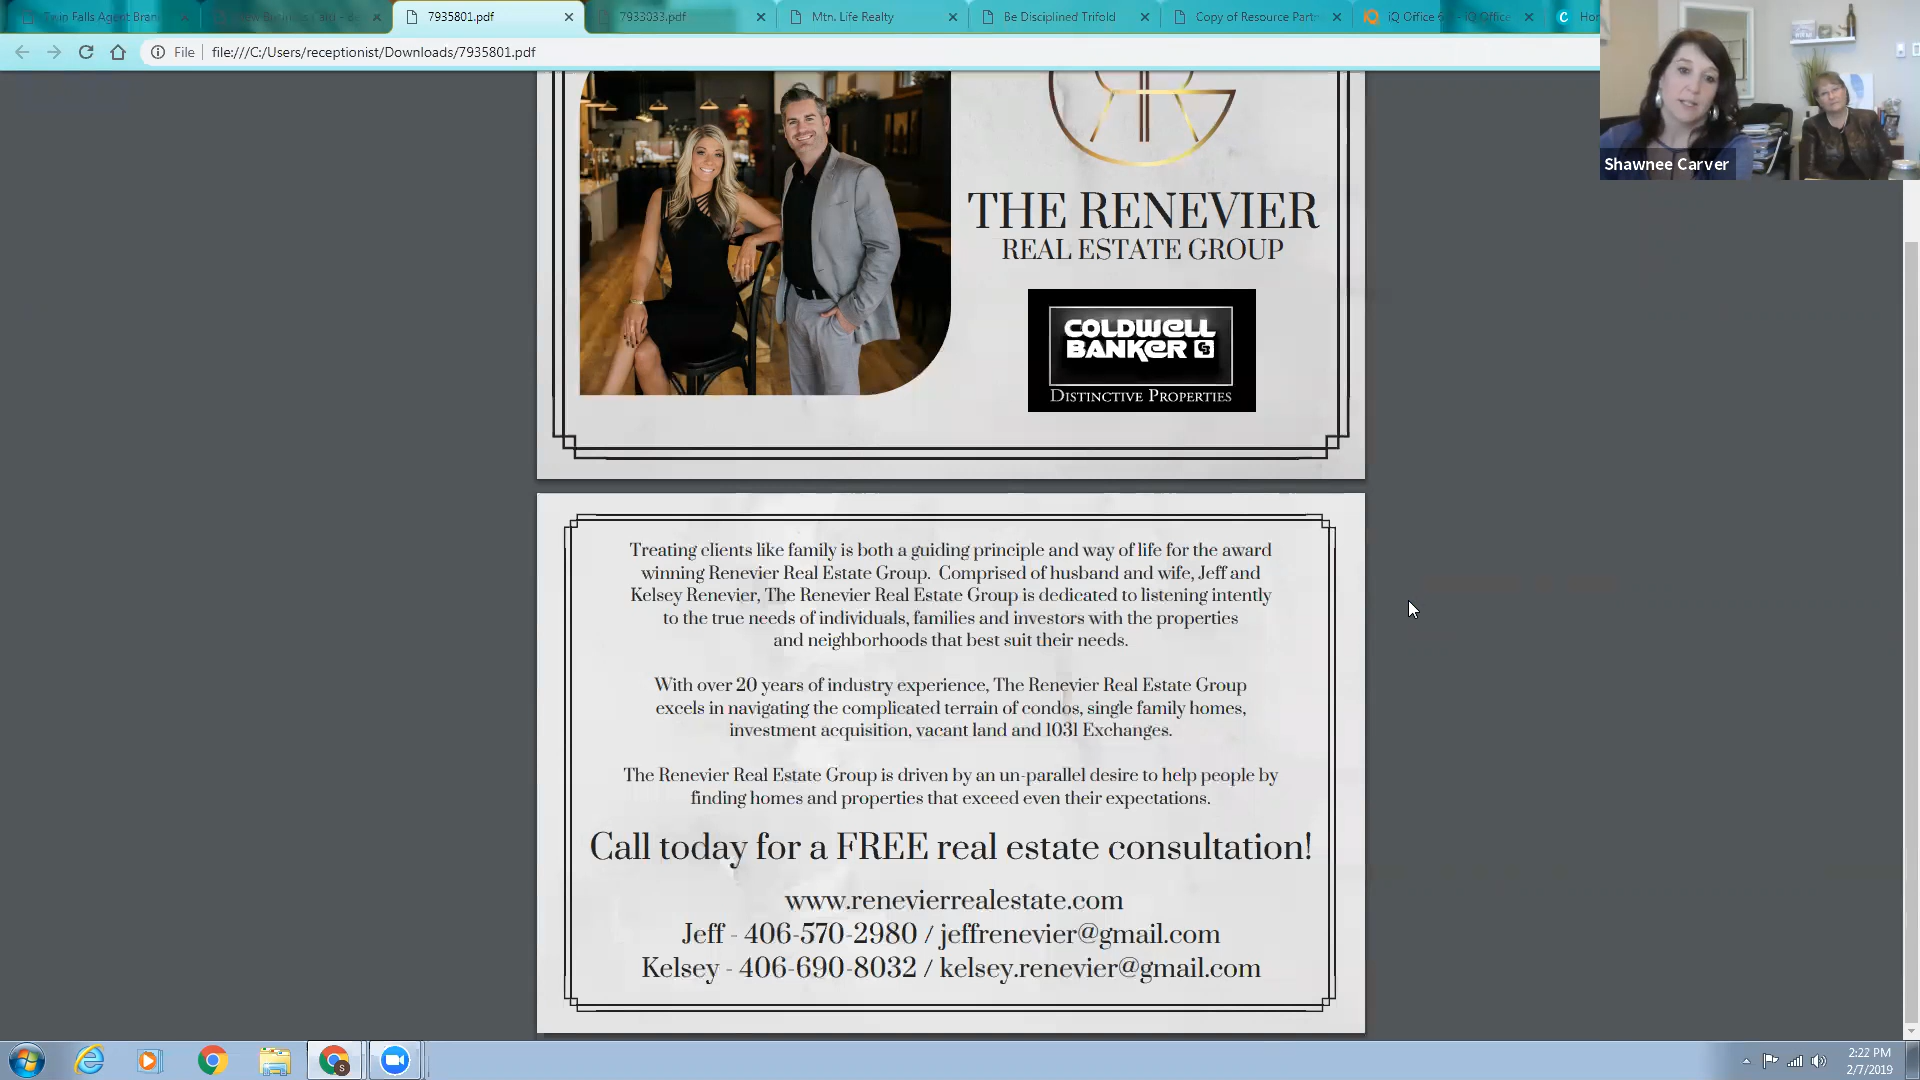 7935801.pdf
7933033.pdf
Mtn. Life Realty
Be Disciplined Trifold
Copy of Resource Partn
iQ Office
File
file:///C:/Users/receptionist/Downloads/7935801.pdf
Shawnee Carver
THE RENEVIER
REAL ESTATE GROUP
COLDWELL
BANKER CB
DISTINCTIVE PROPERTIES
Treating clients like family is both a guiding principle and way of life for the award
winning Renevier Real Estate Group. Comprised of husband and wife, Jeff and
Kelsey Renevier, The Renevier Real Estate Group is dedicated to listening intently
to the true needs of individuals, families and investors with the properties
and neighborhoods that best suit their needs.
With over 20 years of industry experience, The Renevier Real Estate Group
excels in navigating the complicated terrain of condos, single family homes,
investment acquisition, vacant land and 1031 Exchanges.
The Renevier Real Estate Group is driven by an un-parallel desire to help people by
finding homes and properties that exceed even their expectations.
Call today for a FREE real estate consultation!
www.renevierrealestate.com
Jeff - 406-570-2980 / jeffrenevier@gmail.com
Kelsey - 406-690-8032 / kelsey.renevier@gmail.com
2:22 PM
2/7/2019